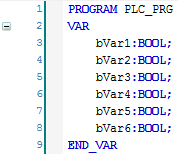 1 PROGRAM PLC_PRG
2 VAR
3 bVar1:BOOL;
4 bVar2:BOOL;
5 bVar3:BOOL;
6 bVar4:BOOL;
7 bVar5:BOOL;
8 bVar6:BOOL;
9 END_VAR